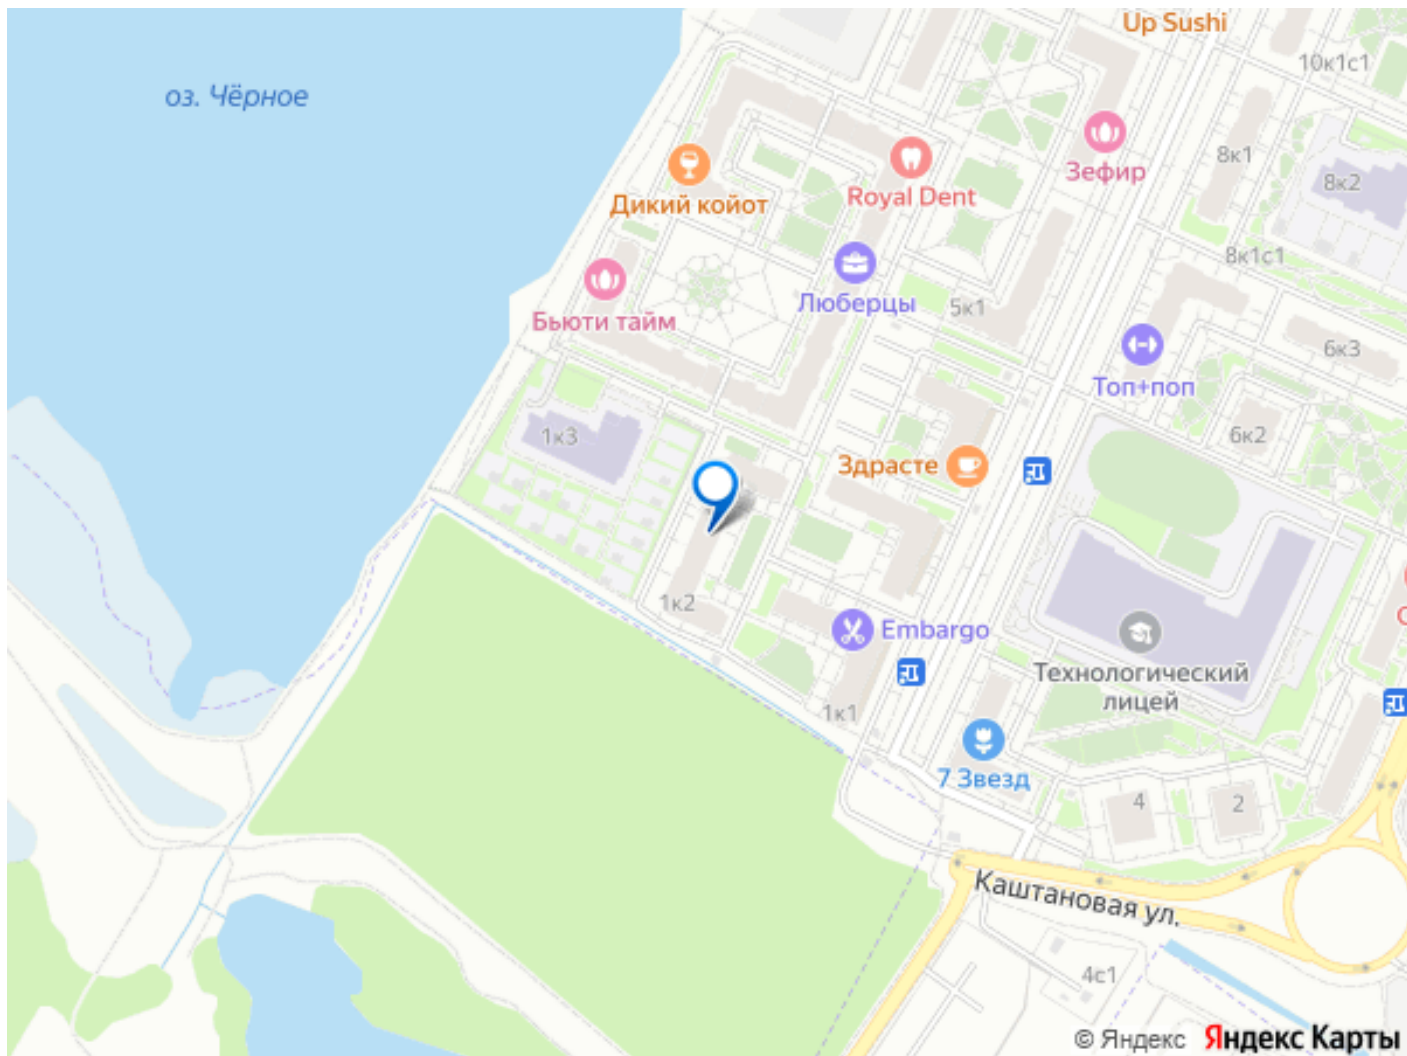 Up Sushi
10к1с1
оз. Чёрное
8к1
Зефир
8к2
Royal Dent
Дикий койот
8к1с1
Люберцы
5к1
Бьюти тайм
6к3
Топ+поп
1к3
6к2
Здрасте
1к2
Embargo
Технологический
лицей
1к1
7 Звезд
4
2
Каштановая ул.
4с1
© Яндекс Яндекс Карты